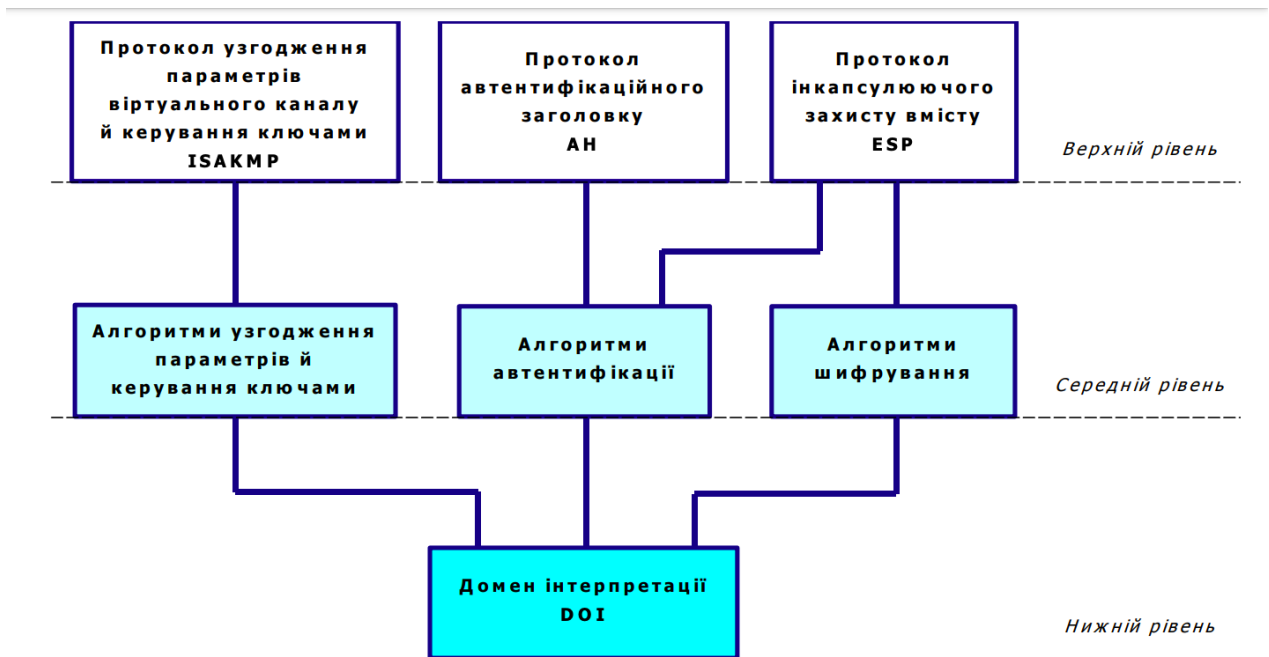 Протокол узгодження
параметрів
віртуального каналу
й керування ключами
ISAKMP
Протокол
автентифікаційного
заголовку
AH
Протокол
інкапсулюючого
захисту вмісту
ESP
Верхній рівень
Алгоритми узгодження
параметрів й
керування ключами
Алгоритми
автентифікації
Алгоритми
шифрування
Середній рівень
Домен інтерпретації
DOI
Нижній рівень